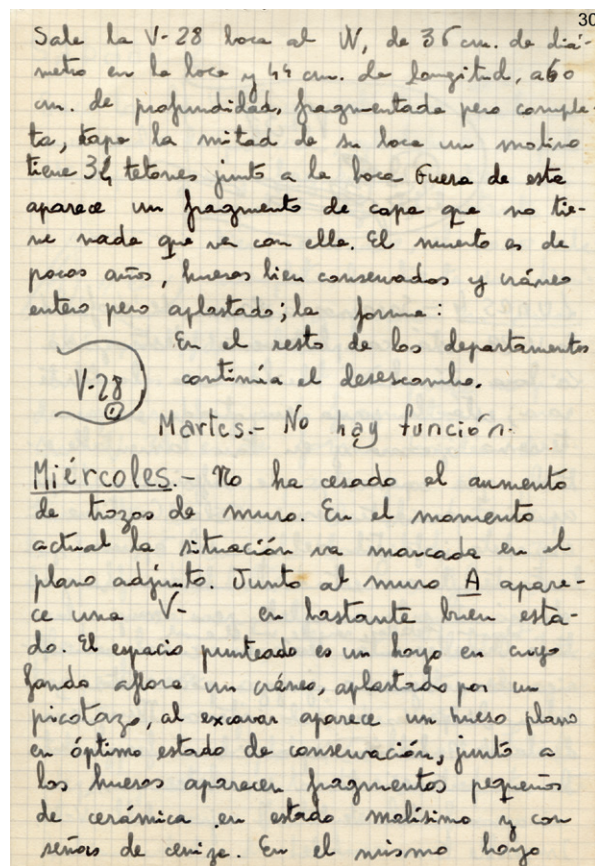 30
Sale la V-28 boca al W, de 36 cm. de diá-
metro en la boca y 44 cm. de longitud, a 60
cm. de profundidad, fragmentada pero comple-
ta, tapa la mitad de su boca un molino
tiene 34 tetones junto a la boca Fuera de esta
aparece un fragmento de copa que no tie-
ne nada que ver con ella. El muerto es de
pocos años, huesos bien conservados y cráneo
entero pero aplastado; la forma:
En el resto de los departamentos
V-28 continúa el desescombro.
Martes.- No hay función.
Miércoles.- No ha cesado el aumento
de trozos de muro. En el momento
actual la situación va marcada en el
plano adjunto. Junto al muro A apare-
ce una V- en bastante buen esta-
do. El espacio punteado es un hoyo en cuyo
fondo aflora un cráneo, aplastado por un
picotazo, al excavar aparece un hueso plano
en óptimo estado de conservación, junto a
los huesos aparecen fragmentos pequeños
de cerámica en estado malísimo y con
señas de ceniza. En el mismo hoyo